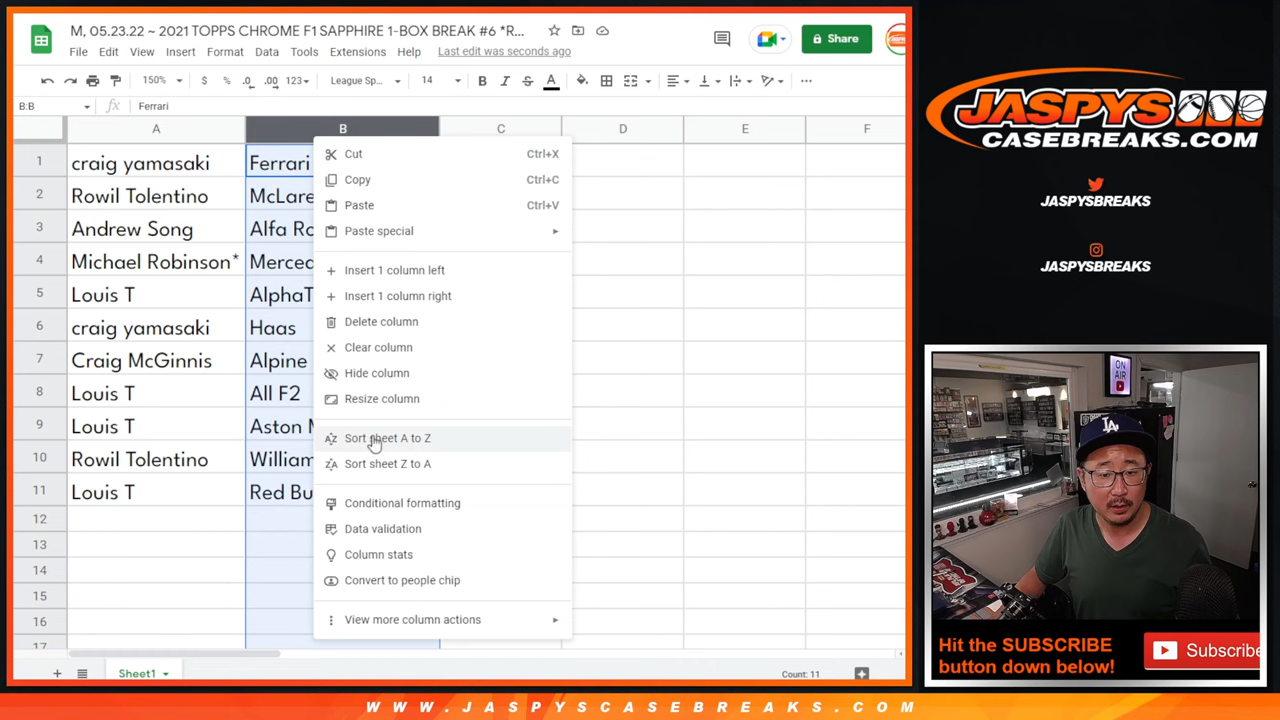 M, 05.23.22 ~ 2021 TOPPS CHROME F1 SAPPHIRE 1-BOX BREAK #6 *R...
File Edit View Insert Format Data Tools Extensions Help Last edit was seconds ago
Share
150% $ % .0 .00 123 League Sp... 14 B I S A
B:B fx Ferrari
A B C D E F
1 craig yamasaki Ferrari
2 Rowil Tolentino McLare
3 Andrew Song Alfa Ro
4 Michael Robinson* Merced
5 Louis T AlphaT
6 craig yamasaki Haas
7 Craig McGinnis Alpine
8 Louis T All F2
9 Louis T Aston M
10 Rowil Tolentino William
11 Louis T Red Bu
12
13
14
15
16
17
Cut Ctrl+X
Copy Ctrl+C
Paste Ctrl+V
Paste special
Insert 1 column left
Insert 1 column right
Delete column
Clear column
Hide column
Resize column
Sort sheet A to Z
Sort sheet Z to A
Conditional formatting
Data validation
Column stats
Convert to people chip
View more column actions
Sheet1 Count: 11
JASPYS
CASEBREAKS.COM
JASPYSBREAKS
JASPYSBREAKS
ON AIR
LA
Hit the SUBSCRIBE
button down below!
Subscribe
WWW.JASPYSCASEBREAKS.COM